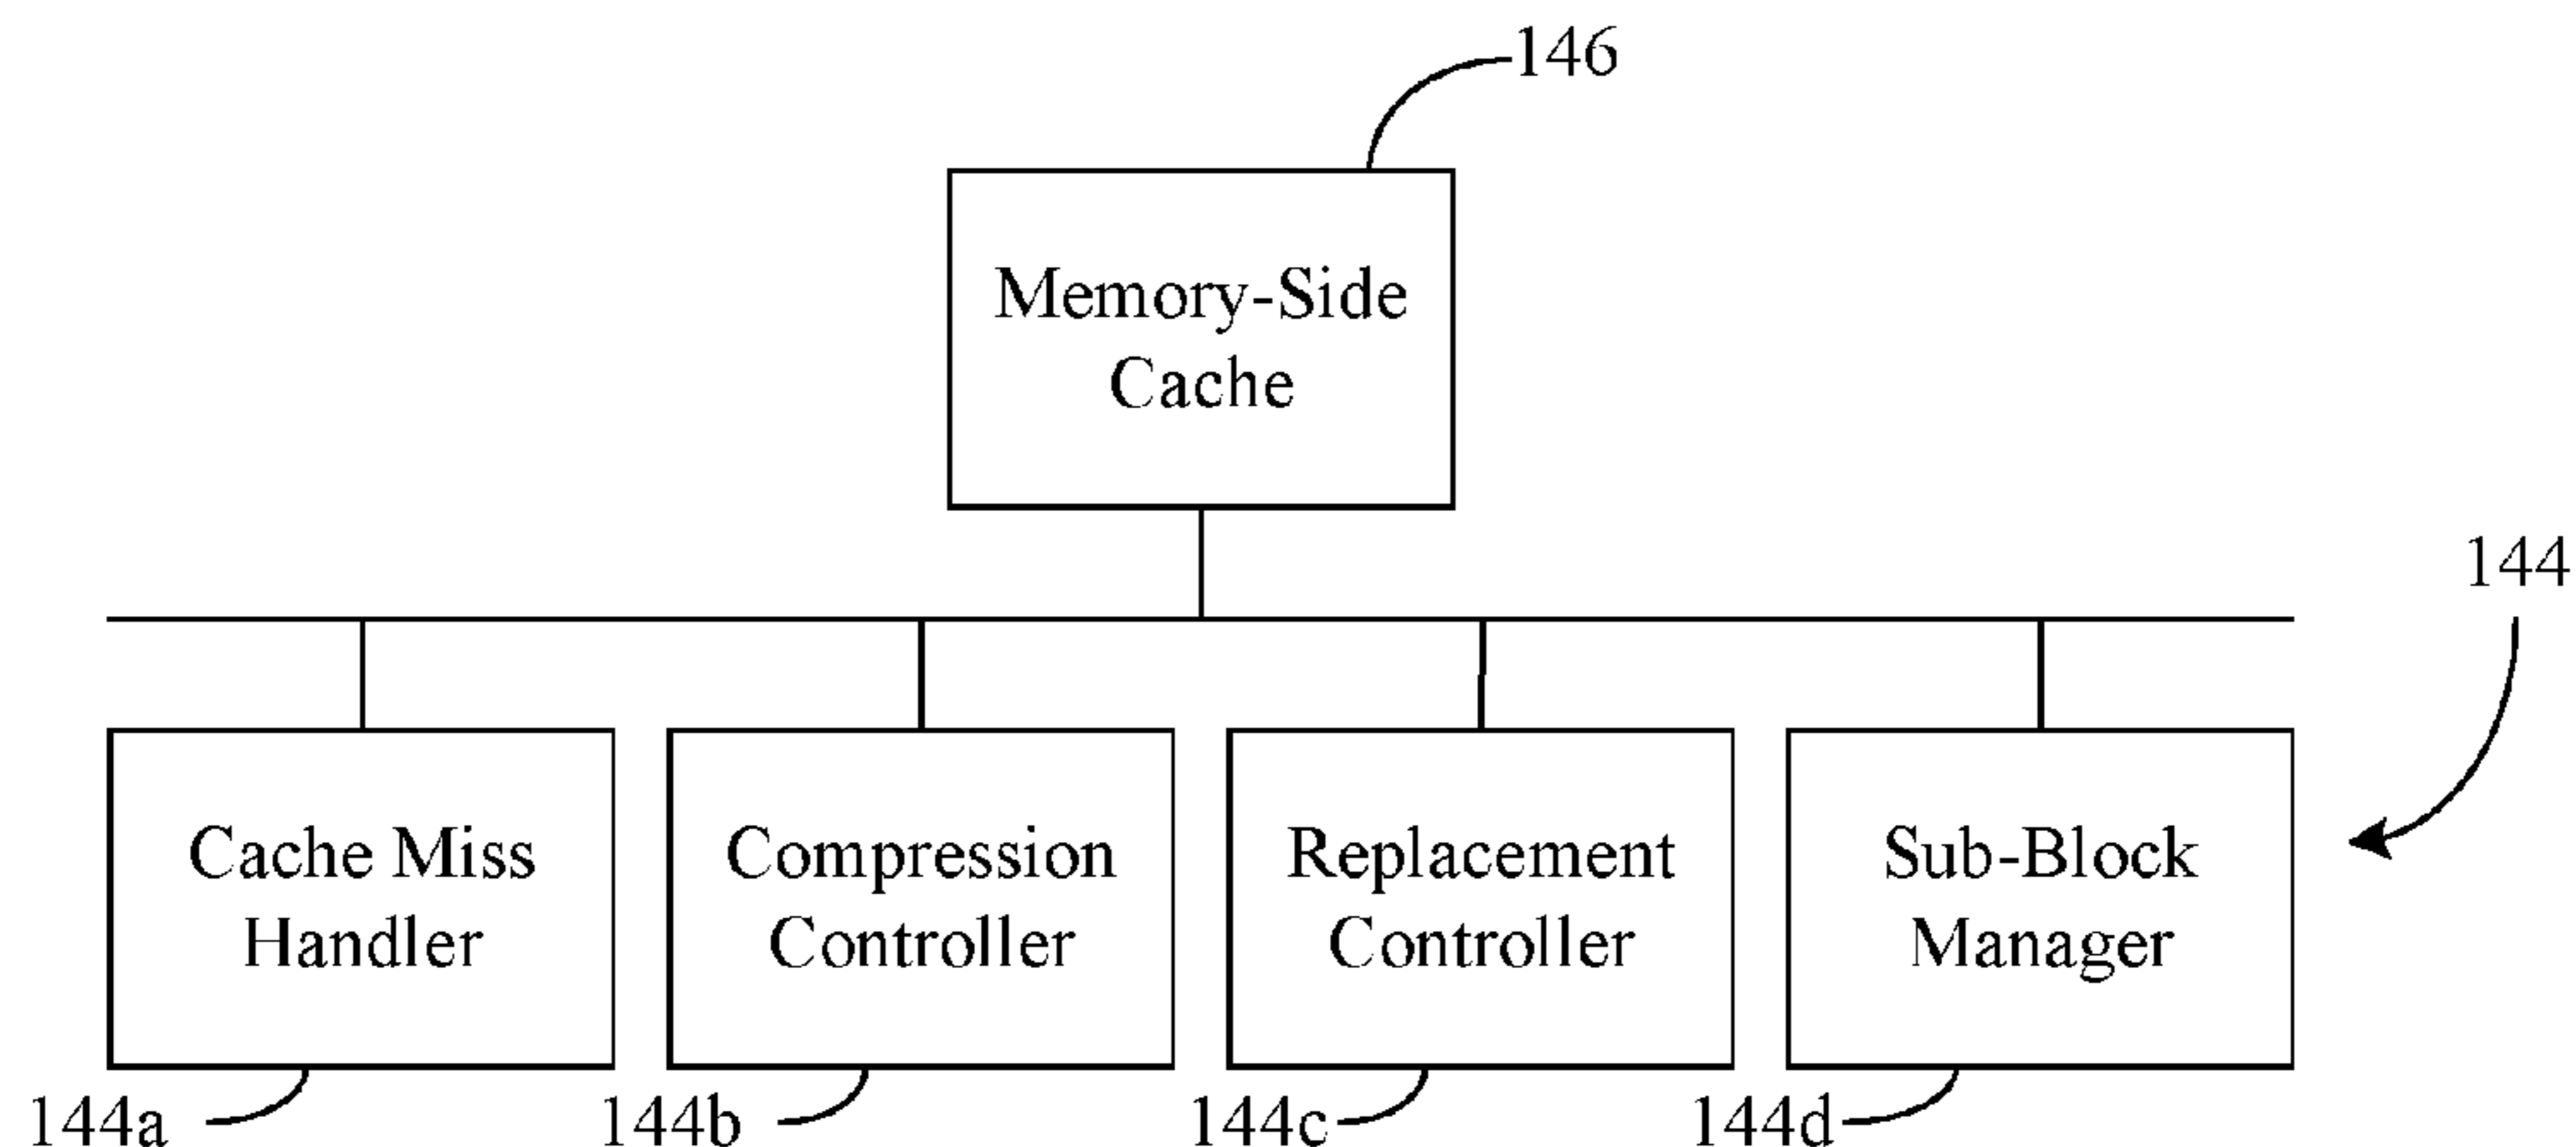 146
Memory-Side
Cache
144
Cache Miss
Handler
Compression
Controller
Replacement
Controller
Sub-Block
Manager
144a
144b
144c
144d